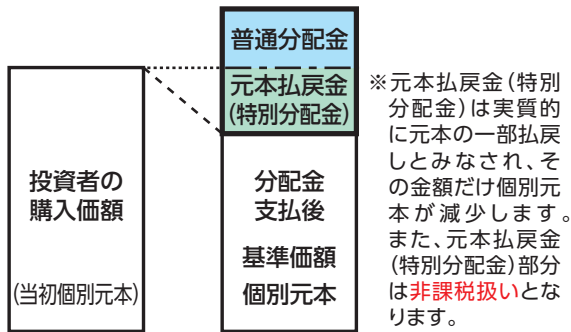 普通分配金
元本払戻金
(特別分配金)
投資者の
購入価額
(当初個別元本)
分配金
支払後
基準価額
個別元本
※元本払戻金(特別
分配金)は実質的
に元本の一部払戻
しとみなされ、そ
の金額だけ個別元
本が減少します。
また、元本払戻金
(特別分配金)部分
は非課税扱いとな
ります。